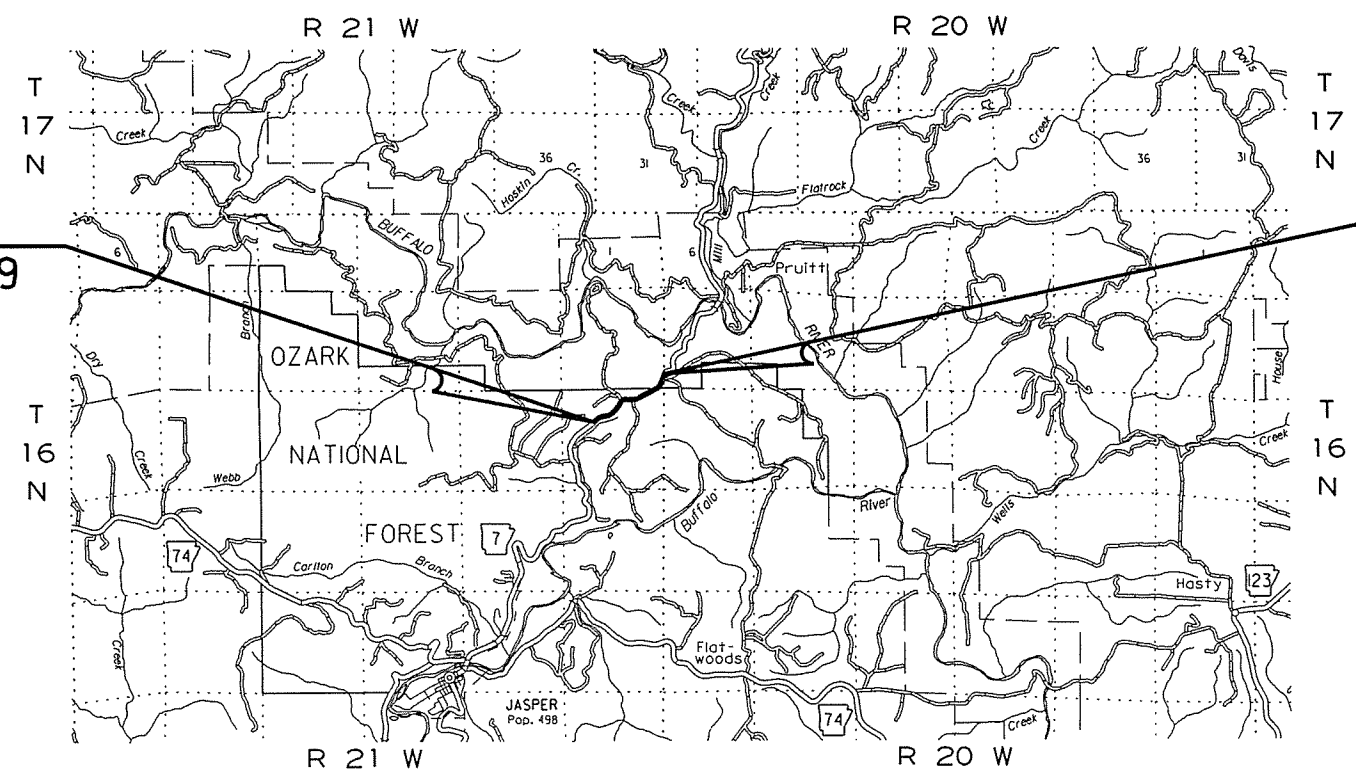 R 21 W
R 20 W
T
17
N
T
17
N
Davis
Creek
Creek
Creek
Creek
36
Hoskin
Cr.
31
Flatrock
36
31
BUFFALO
6
9
6
Mill
Pruitt
1
RIVER
Branch
OZARK
Dry
House
T
16
N
T
16
N
NATIONAL
Creek
Webb
Creek
Buffalo
River
Wells
FOREST
7
74
Carlton
Branch
Hasty
123
Creek
Flat-
woods
JASPER
Pop. 498
74
Creek
R 21 W
R 20 W